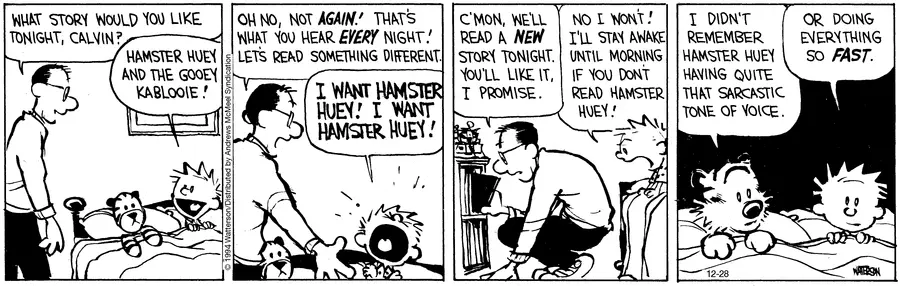 WHAT STORY WOULD YOU LIKE
TONIGHT, CALVIN?
HAMSTER HUEY
AND THE GOOEY
KABLOOIE!
© 1994 Watterson/Distributed by Andrews McMeel Syndication
OH NO, NOT AGAIN! THAT'S
WHAT YOU HEAR EVERY NIGHT!
LET'S READ SOMETHING DIFFERENT.
I WANT HAMSTER
HUEY! I WANT
HAMSTER HUEY!
C'MON, WE'LL
READ A NEW
STORY TONIGHT.
YOU'LL LIKE IT,
I PROMISE.
NO I WON'T!
I'LL STAY AWAKE
UNTIL MORNING
IF YOU DON'T
READ HAMSTER
HUEY!
I DIDN'T
REMEMBER
HAMSTER HUEY
HAVING QUITE
THAT SARCASTIC
TONE OF VOICE.
OR DOING
EVERYTHING
SO FAST.
12-28
WATTERSON